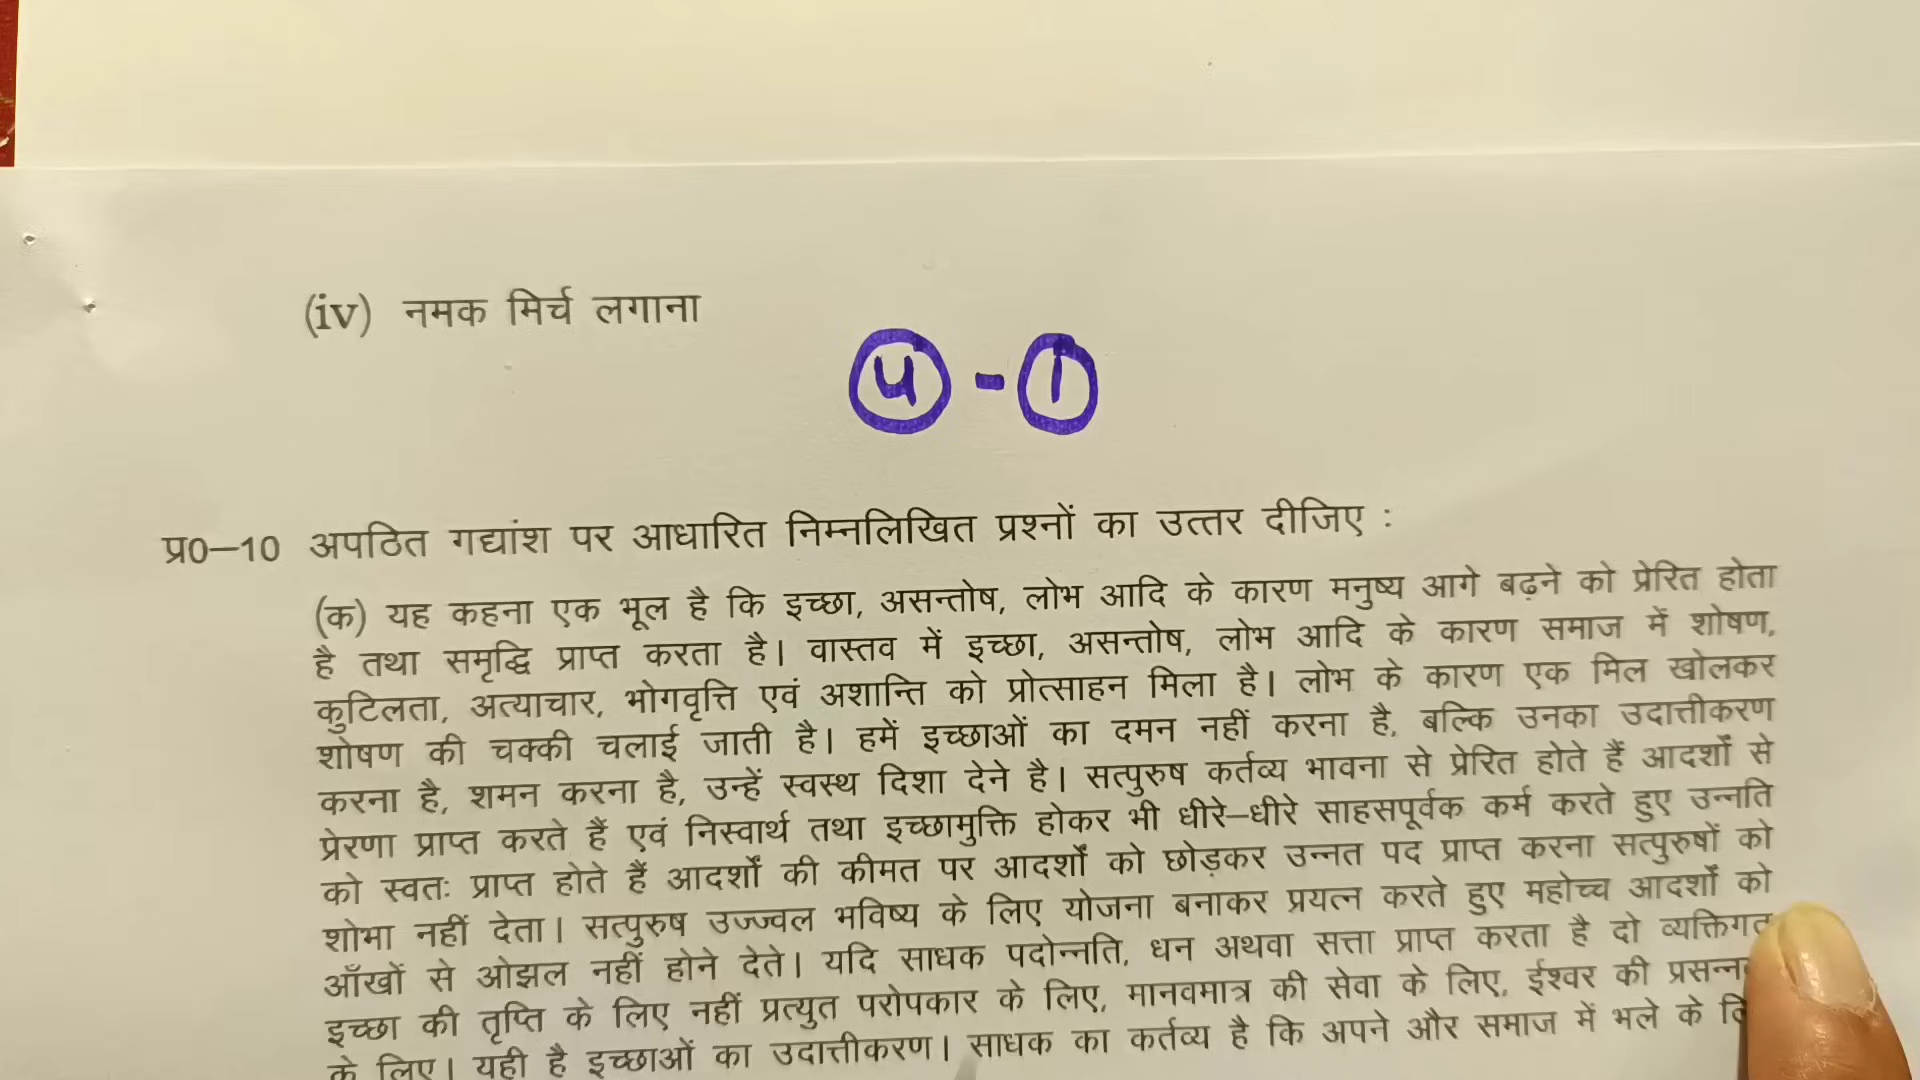 (iv) नमक मिर्च लगाना
4 - 1
प्र0–10 अपठित गद्यांश पर आधारित निम्नलिखित प्रश्नों का उत्तर दीजिए :
(क) यह कहना एक भूल है कि इच्छा, असन्तोष, लोभ आदि के कारण मनुष्य आगे बढ़ने को प्रेरित होता
है तथा समृद्धि प्राप्त करता है। वास्तव में इच्छा, असन्तोष, लोभ आदि के कारण समाज में शोषण,
कुटिलता, अत्याचार, भोगवृत्ति एवं अशान्ति को प्रोत्साहन मिला है। लोभ के कारण एक मिल खोलकर
शोषण की चक्की चलाई जाती है। हमें इच्छाओं का दमन नहीं करना है, बल्कि उनका उदात्तीकरण
करना है, शमन करना है, उन्हें स्वस्थ दिशा देने है। सत्पुरुष कर्तव्य भावना से प्रेरित होते हैं आदर्शों से
प्रेरणा प्राप्त करते हैं एवं निस्वार्थ तथा इच्छामुक्ति होकर भी धीरे–धीरे साहसपूर्वक कर्म करते हुए उन्नति
को स्वतः प्राप्त होते हैं आदर्शों की कीमत पर आदर्शों को छोड़कर उन्नत पद प्राप्त करना सत्पुरुषों को
शोभा नहीं देता। सत्पुरुष उज्ज्वल भविष्य के लिए योजना बनाकर प्रयत्न करते हुए महोच्च आदर्शों को
आँखों से ओझल नहीं होने देते। यदि साधक पदोन्नति, धन अथवा सत्ता प्राप्त करता है दो व्यक्तिगत
इच्छा की तृप्ति के लिए नहीं प्रत्युत परोपकार के लिए, मानवमात्र की सेवा के लिए, ईश्वर की
के लिए। यही है इच्छाओं का उदात्तीकरण। साधक का कर्तव्य है कि अपने और समाज में भले के